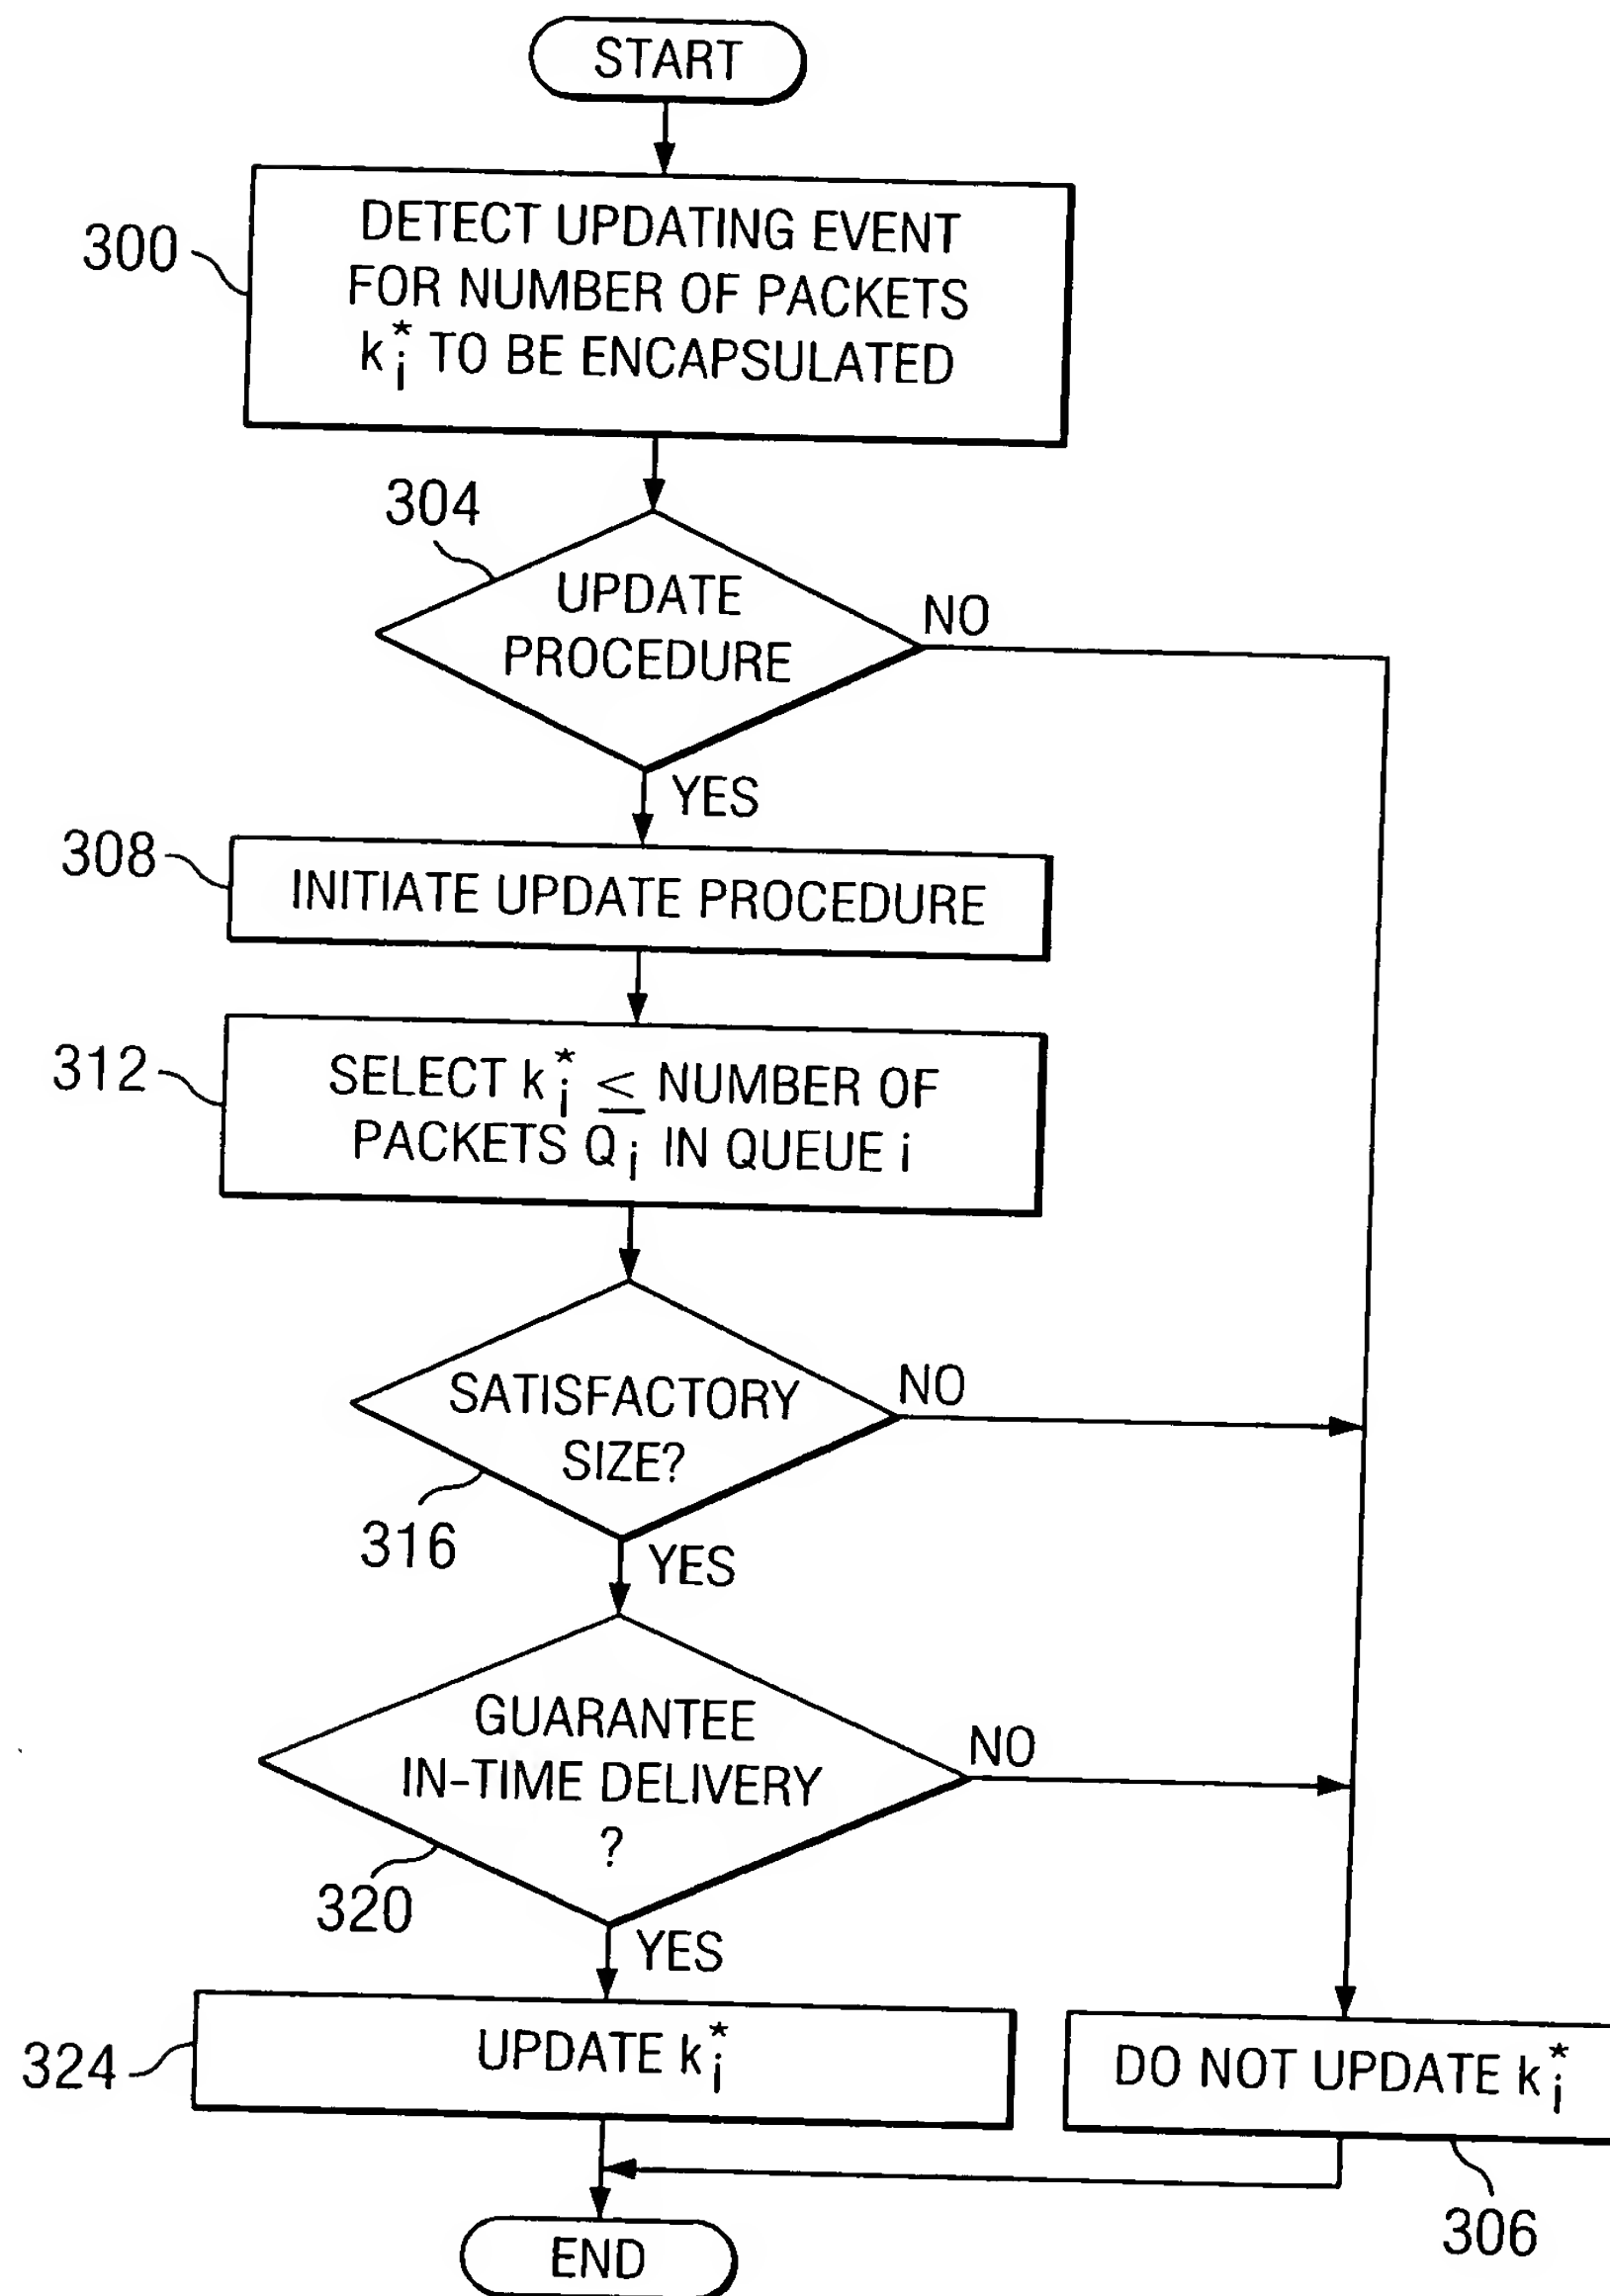 START
300
DETECT UPDATING EVENT
FOR NUMBER OF PACKETS
k*i TO BE ENCAPSULATED
304
UPDATE
PROCEDURE
NO
YES
308
INITIATE UPDATE PROCEDURE
312
SELECT k*i ≤ NUMBER OF
PACKETS Qi IN QUEUE i
SATISFACTORY
SIZE?
NO
316
YES
GUARANTEE
IN-TIME DELIVERY
?
NO
320
YES
324
UPDATE k*i
DO NOT UPDATE k*i
306
END